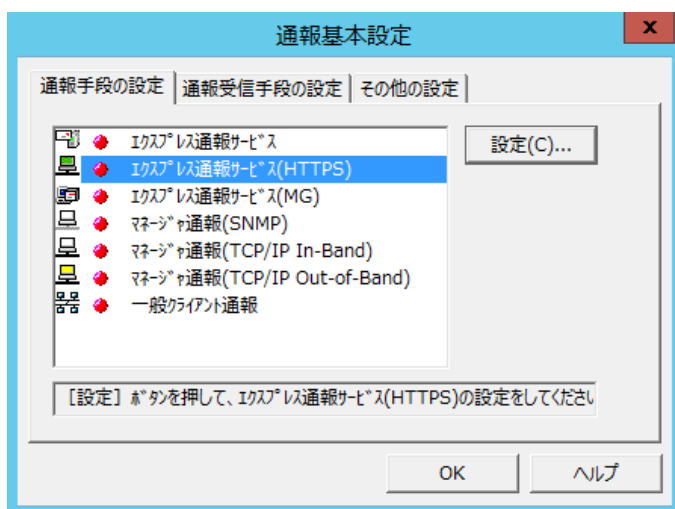 通報基本設定
x
通報手段の設定 通報受信手段の設定 その他の設定
ｴｸｽﾌﾟﾚｽ通報ｻｰﾋﾞｽ
ｴｸｽﾌﾟﾚｽ通報ｻｰﾋﾞｽ(HTTPS)
ｴｸｽﾌﾟﾚｽ通報ｻｰﾋﾞｽ(MG)
ﾏﾈｰｼﾞｬ通報(SNMP)
ﾏﾈｰｼﾞｬ通報(TCP/IP In-Band)
ﾏﾈｰｼﾞｬ通報(TCP/IP Out-of-Band)
一般ｸﾗｲｱﾝﾄ通報
設定(C)...
[設定] ﾎﾞﾀﾝを押して、ｴｸｽﾌﾟﾚｽ通報ｻｰﾋﾞｽ(HTTPS)の設定をしてください
OK ヘルプ